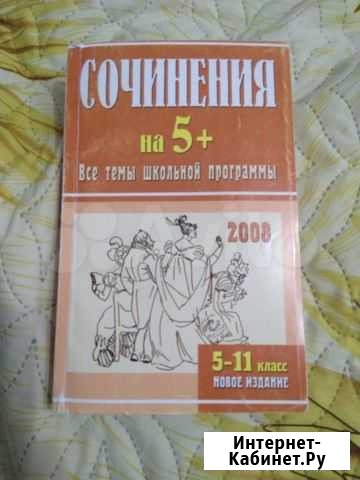 СОЧИНЕНИЯ
на 5+
Все темы школьной программы
2008
5-11 класс
НОВОЕ ИЗДАНИЕ
Интернет-
Кабинет.Ру